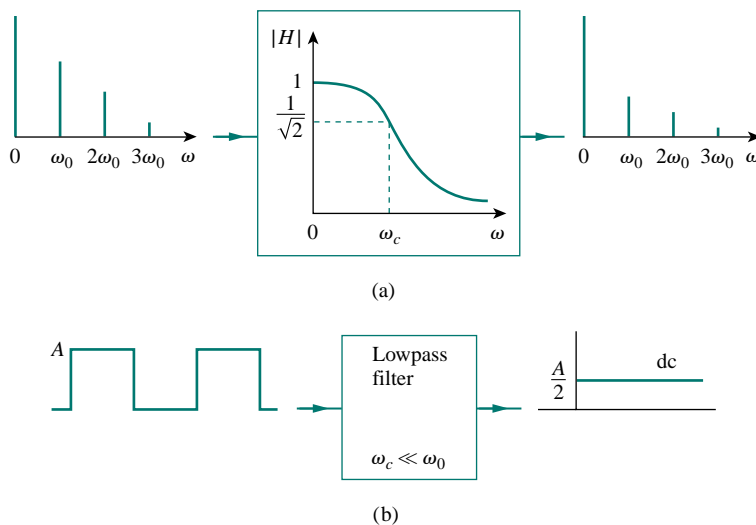 |H|
1
1/√2
0 ω₀ 2ω₀ 3ω₀ ω
0 ω_c ω
0 ω₀ 2ω₀ 3ω₀ ω
(a)
A
Lowpass
filter
ω_c ≪ ω₀
A/2
dc
(b)